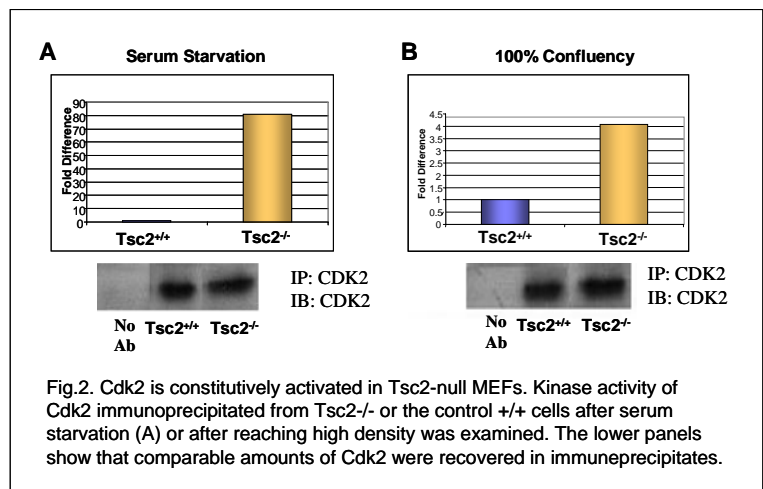 A Serum Starvation
Fold Difference
90
80
70
60
50
40
30
20
10
0
Tsc2+/+ Tsc2-/-
IP: CDK2
IB: CDK2
No Tsc2+/+ Tsc2-/-
Ab
B 100% Confluency
Fold Difference
4.5
4
3.5
3
2.5
2
1.5
1
0.5
0
Tsc2+/+ Tsc2-/-
IP: CDK2
IB: CDK2
No Tsc2+/+ Tsc2-/-
Ab
Fig.2. Cdk2 is constitutively activated in Tsc2-null MEFs. Kinase activity of
Cdk2 immunoprecipitated from Tsc2-/- or the control +/+ cells after serum
starvation (A) or after reaching high density was examined. The lower panels
show that comparable amounts of Cdk2 were recovered in immuneprecipitates.